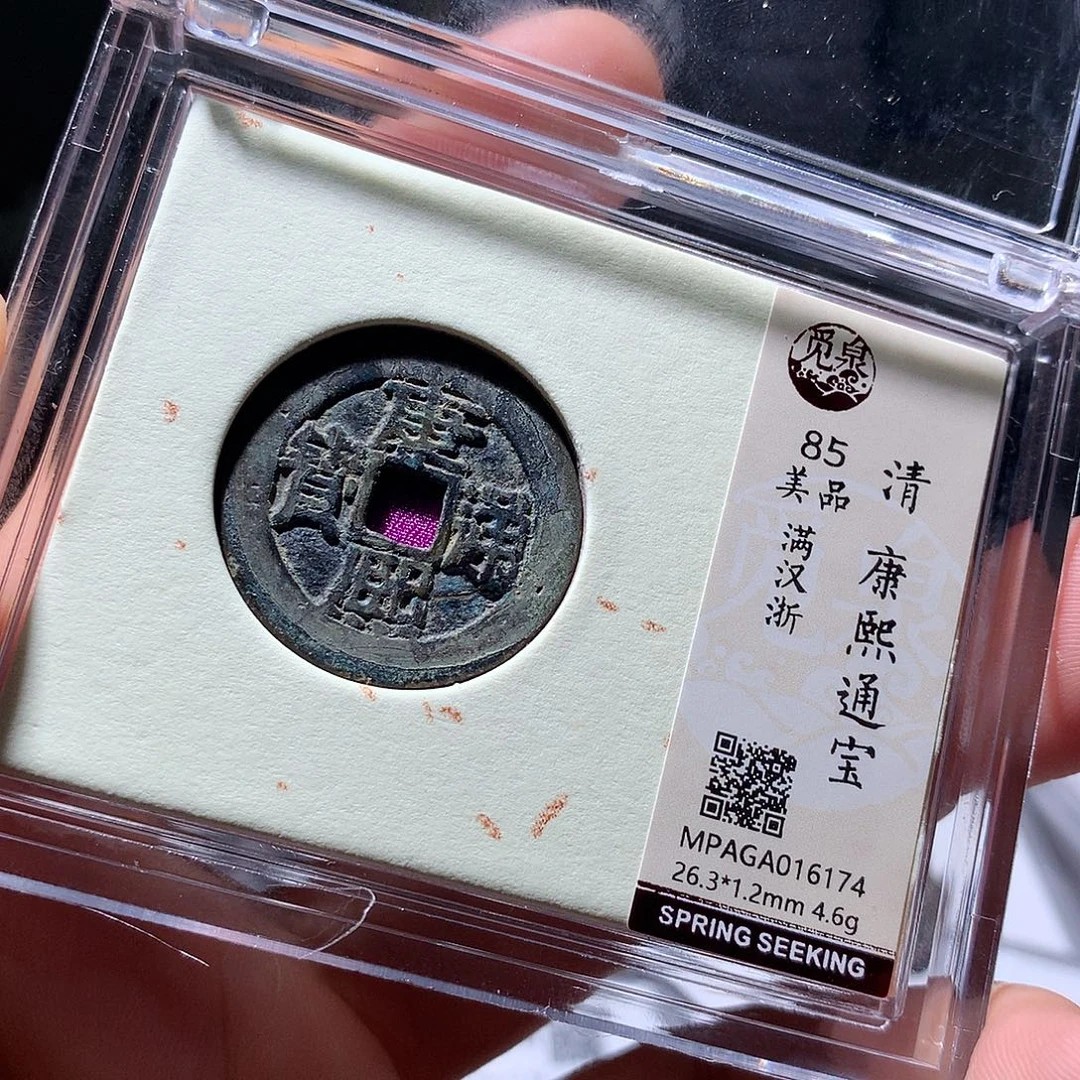 康熙通寳
觅泉
85
美品
满汉浙
清 康熙通宝
MPAGA016174
26.3*1.2mm 4.6g
SPRING SEEKING